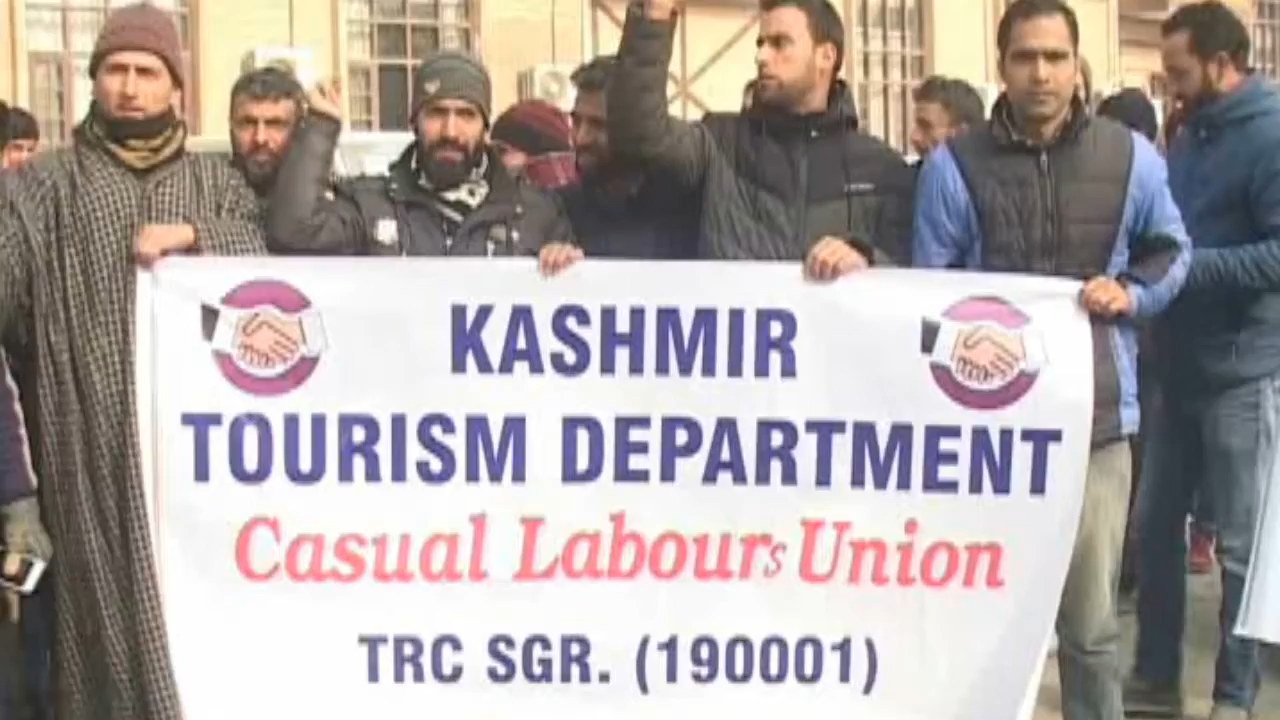 KASHMIR
TOURISM DEPARTMENT
Casual Labours Union
TRC SGR. (190001)